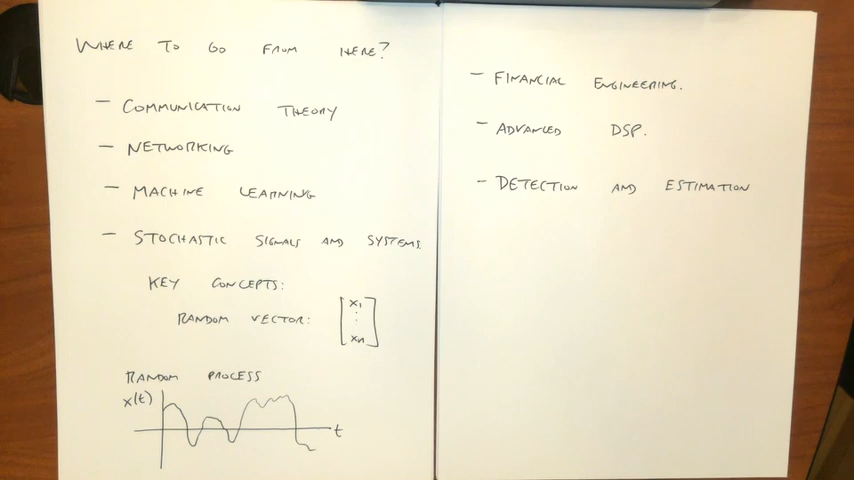 WHERE TO GO FROM HERE?
- COMMUNICATION THEORY
- NETWORKING
- MACHINE LEARNING
- STOCHASTIC SIGNALS AND SYSTEMS.
KEY CONCEPTS:
RANDOM VECTOR: [x1
⋮
xn]
RANDOM PROCESS
x(t)
t
- FINANCIAL ENGINEERING.
- ADVANCED DSP.
- DETECTION AND ESTIMATION